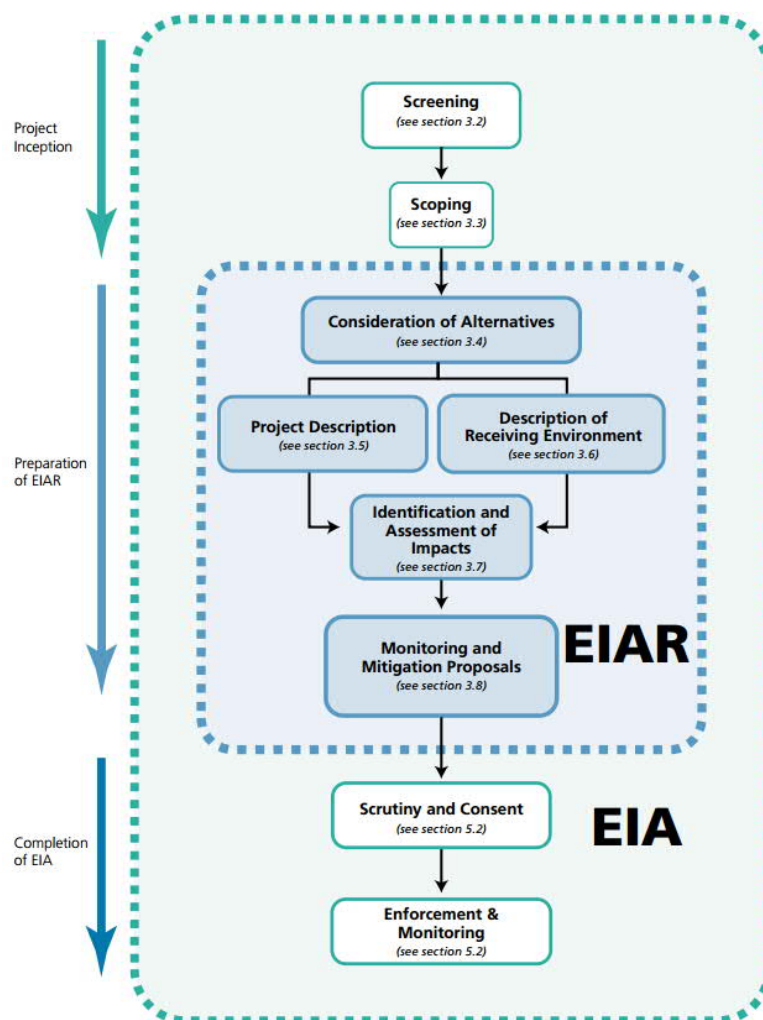 Screening
(see section 3.2)
Project
Inception
Scoping
(see section 3.3)
Consideration of Alternatives
(see section 3.4)
Project Description
(see section 3.5)
Description of
Receiving Environment
(see section 3.6)
Preparation
of EIAR
Identification and
Assessment of
Impacts
(see section 3.7)
Monitoring and
Mitigation Proposals
(see section 3.8)
EIAR
Scrutiny and Consent
(see section 5.2)
EIA
Completion
of EIA
Enforcement &
Monitoring
(see section 5.2)